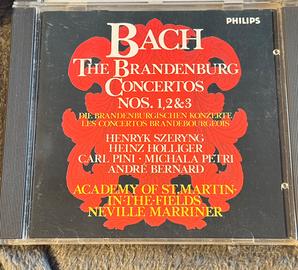 PHILIPS
BACH
THE BRANDENBURG
CONCERTOS
NOS. 1, 2 & 3
DIE BRANDENBURGISCHEN KONZERTE
LES CONCERTOS BRANDEBOURGEOIS
HENRYK SZERYNG
HEINZ HOLLIGER
CARL PINI · MICHALA PETRI
ANDRÉ BERNARD
ACADEMY OF ST. MARTIN-
IN-THE-FIELDS
NEVILLE MARRINER